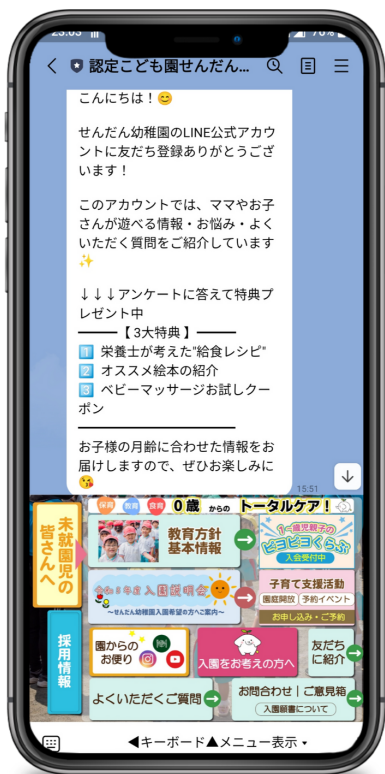 23:03
76%
認定こども園せんだん...
こんにちは！😊
せんだん幼稚園のLINE公式アカウ
ントに友だち登録ありがとうござ
います！
このアカウントでは、ママやお子
さんが遊べる情報・お悩み・よく
いただく質問をご紹介しています
✨
↓↓↓アンケートに答えて特典プ
レゼント中
━━━【 3大特典 】━━━
1️⃣ 栄養士が考えた"給食レシピ"
2️⃣ オススメ絵本の紹介
3️⃣ ベビーマッサージお試しクー
ポン
お子様の月齢に合わせた情報をお
届けしますので、ぜひお楽しみに
😘
15:51
未就園児の皆さんへ
採用情報
保育 教育 食育 0歳からのトータルケア！
教育方針
基本情報
1〜歳児親子の
ピヨピヨくらぶ
入会受付中
入園説明会
〜せんだん幼稚園入園希望の方へご案内〜
子育て支援活動
園庭開放 予約イベント
お申し込み・ご予約
園からの
お便り
入園をお考えの方へ
友だち
に紹介
よくいただくご質問
お問合わせ｜ご意見箱
入園願書について
◀キーボード▲メニュー表示 ▾